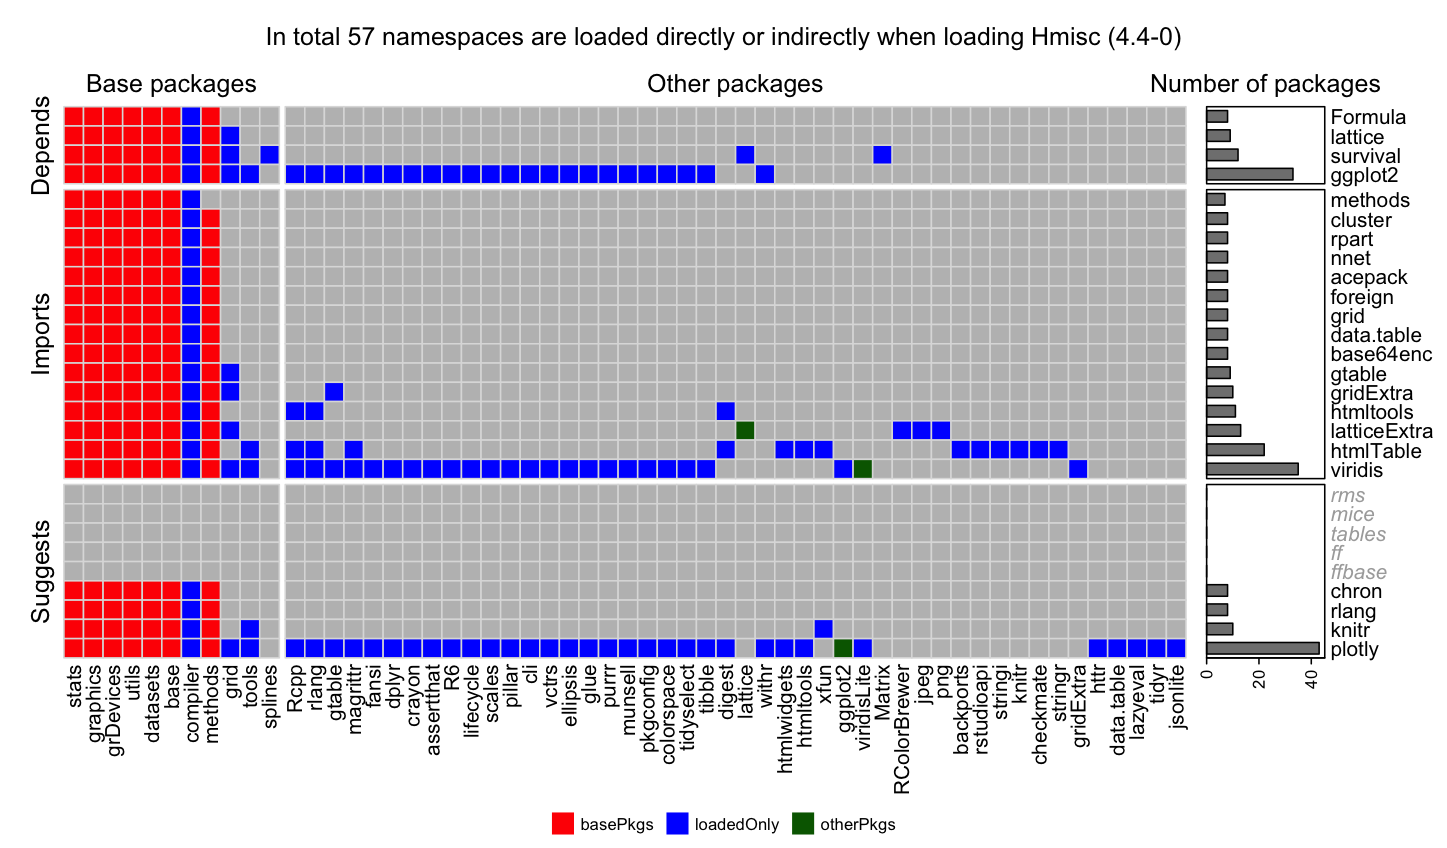 In total 57 namespaces are loaded directly or indirectly when loading Hmisc (4.4-0)
Base packages
Other packages
Number of packages
Depends
Formula
lattice
survival
ggplot2
Imports
methods
cluster
rpart
nnet
acepack
foreign
grid
data.table
base64enc
gtable
gridExtra
htmltools
latticeExtra
htmlTable
viridis
Suggests
rms
mice
tables
ff
ffbase
chron
rlang
knitr
plotly
stats
graphics
grDevices
utils
datasets
base
compiler
methods
grid
tools
splines
Rcpp
rlang
gtable
magrittr
fansi
dplyr
crayon
assertthat
R6
lifecycle
scales
pillar
cli
vctrs
ellipsis
glue
purrr
munsell
pkgconfig
colorspace
tidyselect
tibble
digest
lattice
withr
htmlwidgets
htmltools
xfun
ggplot2
viridisLite
Matrix
RColorBrewer
jpeg
png
backports
rstudioapi
stringi
knitr
checkmate
stringr
gridExtra
httr
data.table
lazyeval
tidyr
jsonlite
0
20
40
basePkgs
loadedOnly
otherPkgs